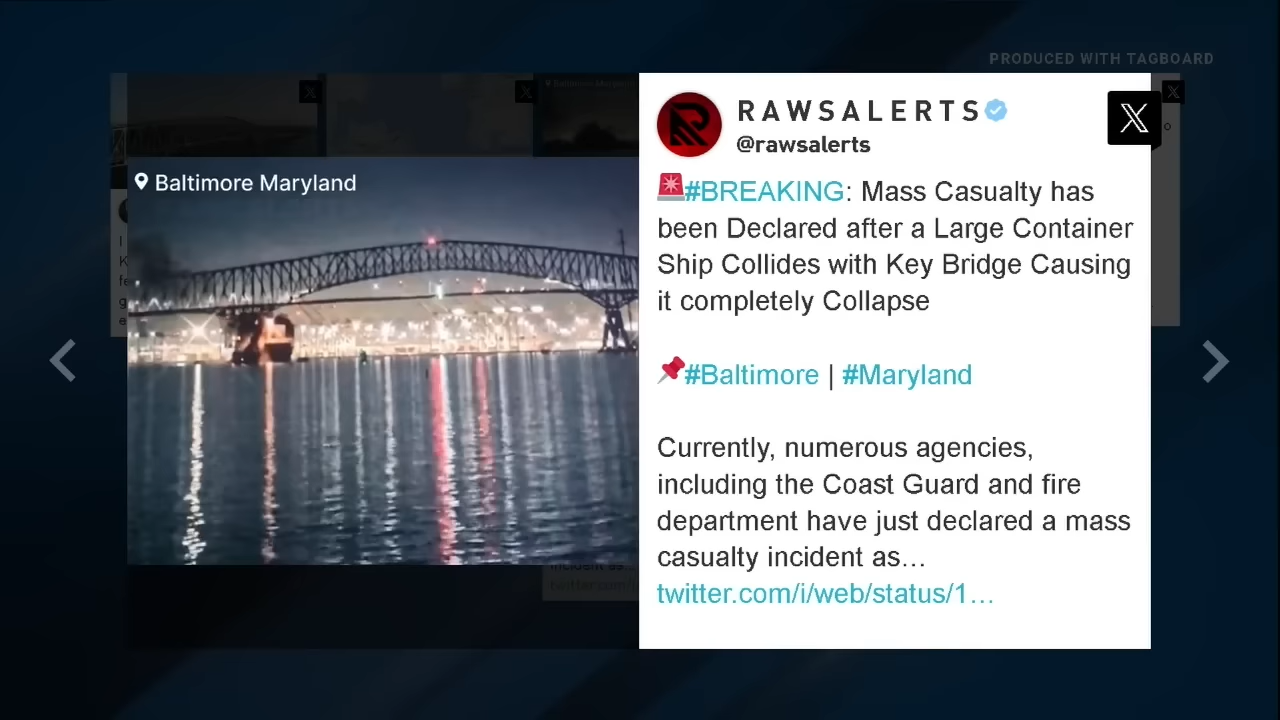 PRODUCED WITH TAGBOARD
Baltimore Maryland
RAWSALERTS
@rawsalerts
#BREAKING: Mass Casualty has
been Declared after a Large Container
Ship Collides with Key Bridge Causing
it completely Collapse
#Baltimore | #Maryland
Currently, numerous agencies,
including the Coast Guard and fire
department have just declared a mass
casualty incident as…
twitter.com/i/web/status/1…